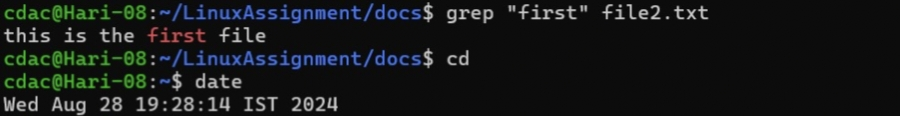 cdac@Hari-08:~/LinuxAssignment/docs$ grep "first" file2.txt
this is the first file
cdac@Hari-08:~/LinuxAssignment/docs$ cd
cdac@Hari-08:~$ date
Wed Aug 28 19:28:14 IST 2024